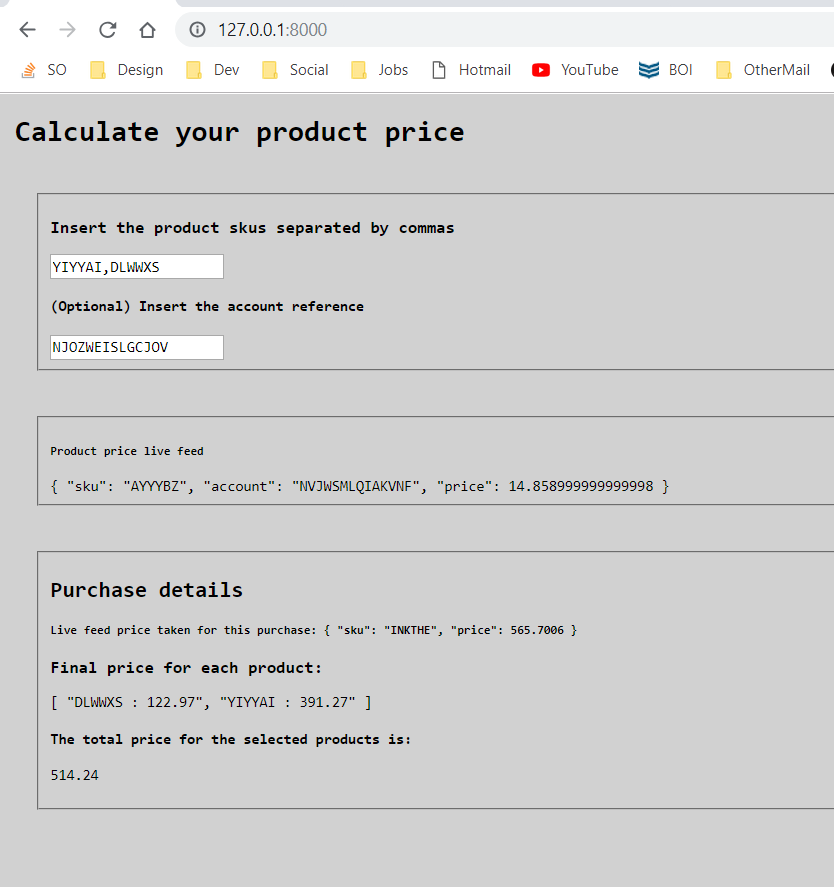 127.0.0.1:8000
SO Design Dev Social Jobs Hotmail YouTube BOI OtherMail
Calculate your product price
Insert the product skus separated by commas
YIYYAI,DLWWXS
(Optional) Insert the account reference
NJOZWEISLGCJOV
Product price live feed
{ "sku": "AYYYBZ", "account": "NVJWSMLQIAKVNF", "price": 14.858999999999998 }
Purchase details
Live feed price taken for this purchase: { "sku": "INKTHE", "price": 565.7006 }
Final price for each product:
[ "DLWWXS : 122.97", "YIYYAI : 391.27" ]
The total price for the selected products is:
514.24